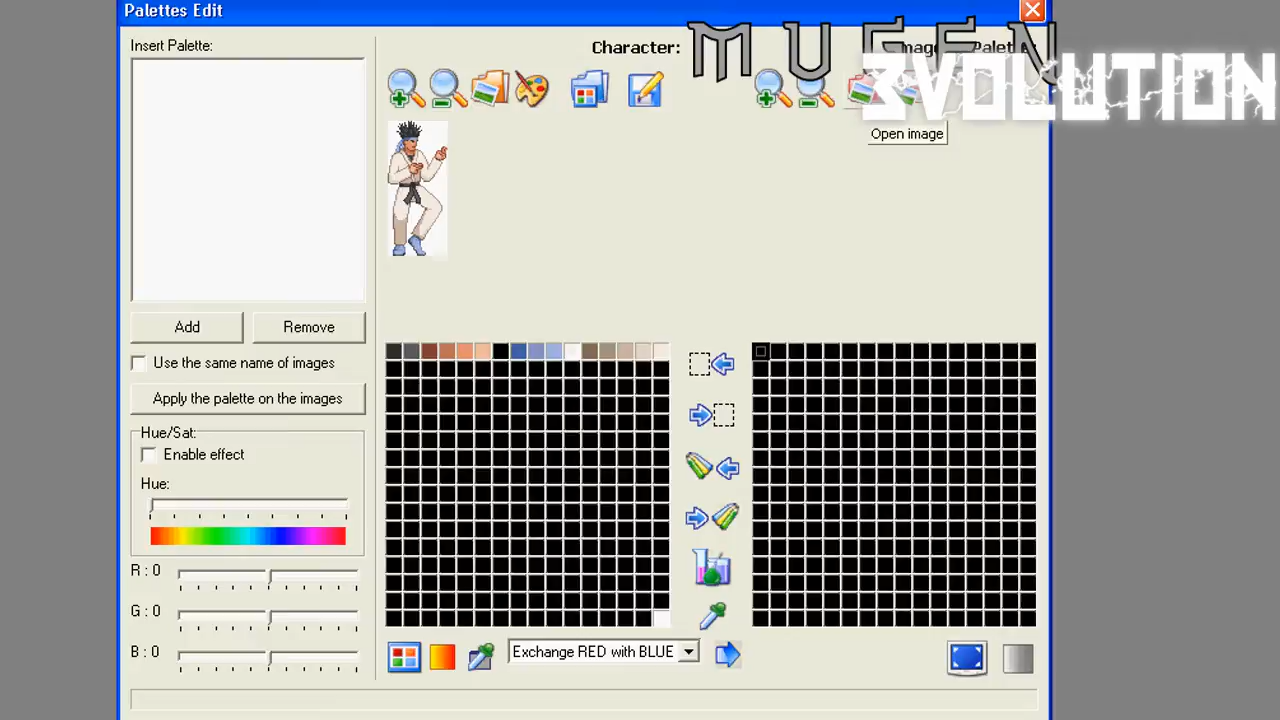 Palettes Edit
Insert Palette:
Character:
MUGEN
3VOLUTION
Open image
Add
Remove
Use the same name of images
Apply the palette on the images
Hue/Sat:
Enable effect
Hue:
R : 0
G : 0
B : 0
Exchange RED with BLUE